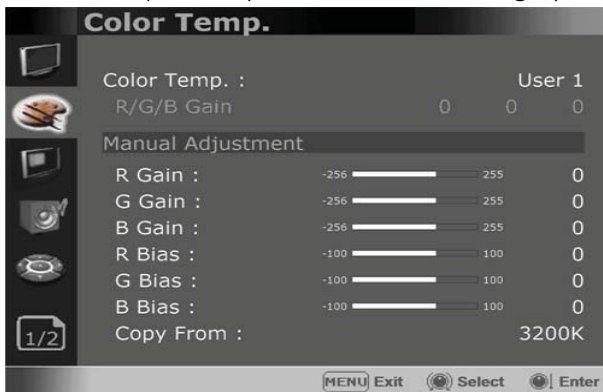 Color Temp.
Color Temp. : User 1
R/G/B Gain 0 0 0
Manual Adjustment
R Gain : -256 255 0
G Gain : -256 255 0
B Gain : -256 255 0
R Bias : -100 100 0
G Bias : -100 100 0
B Bias : -100 100 0
Copy From : 3200K
1/2
MENU Exit Select Enter